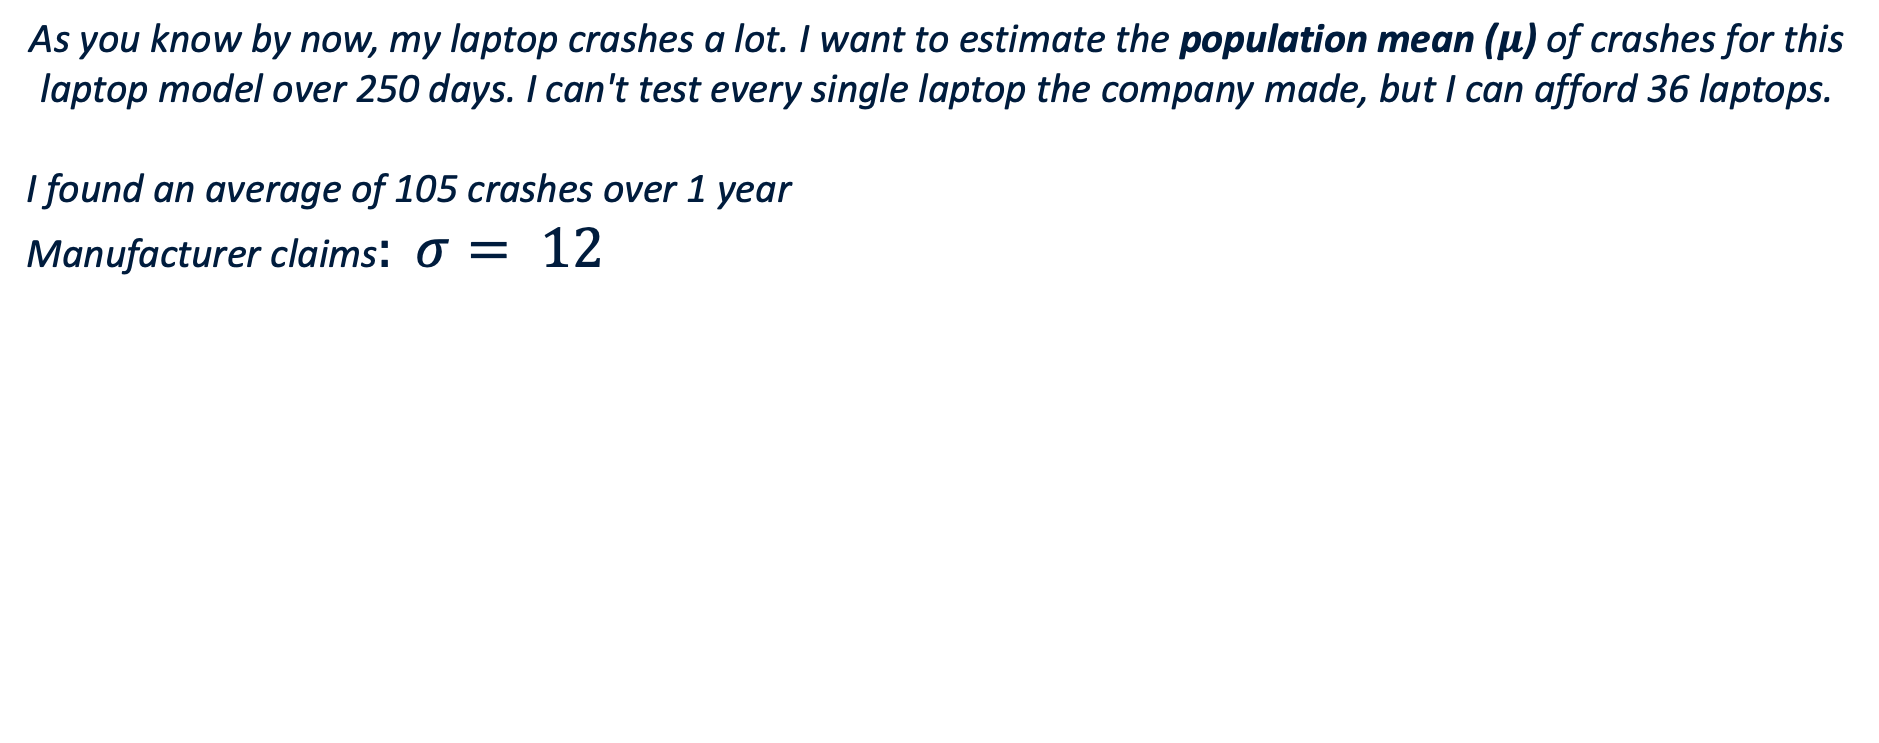 As you know by now, my laptop crashes a lot. I want to estimate the population mean (μ) of crashes for this
laptop model over 250 days. I can't test every single laptop the company made, but I can afford 36 laptops.
I found an average of 105 crashes over 1 year
Manufacturer claims: σ = 12